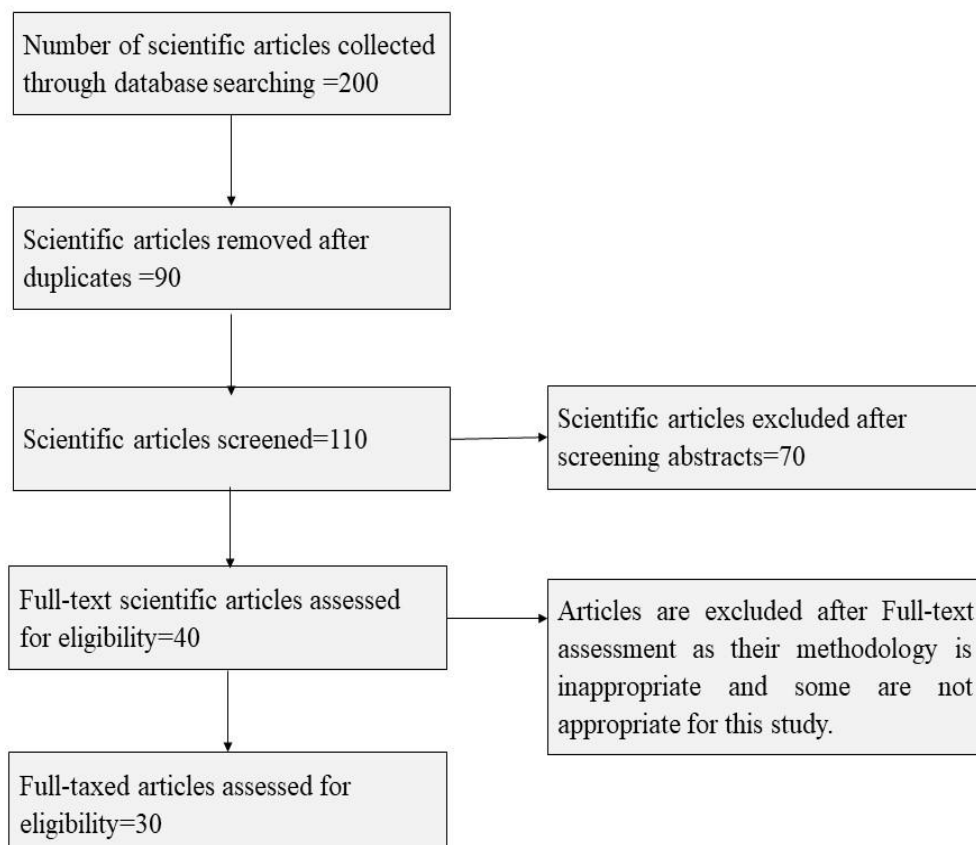 Number of scientific articles collected
through database searching =200
Scientific articles removed after
duplicates =90
Scientific articles screened=110
Scientific articles excluded after
screening abstracts=70
Full-text scientific articles assessed
for eligibility=40
Articles are excluded after Full-text
assessment as their methodology is
inappropriate and some are not
appropriate for this study.
Full-taxed articles assessed for
eligibility=30